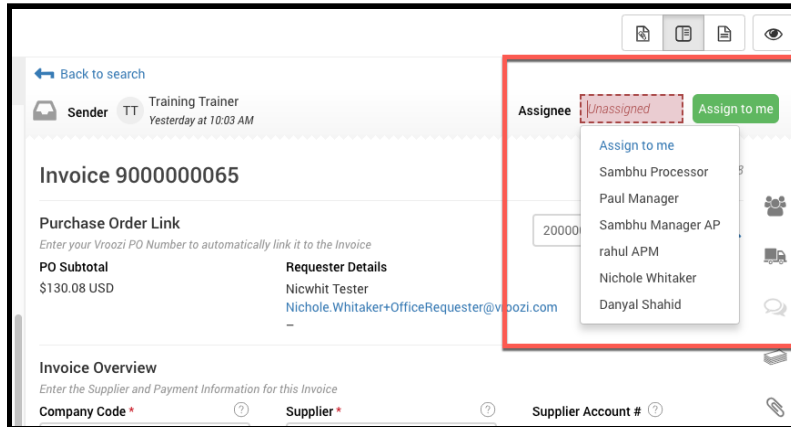 Back to search
Sender TT Training Trainer
Yesterday at 10:03 AM
Assignee Unassigned Assign to me
Assign to me
Sambhu Processor
Paul Manager
Sambhu Manager AP
rahul APM
Nichole Whitaker
Danyal Shahid
Invoice 9000000065
Purchase Order Link
Enter your Vroozi PO Number to automatically link it to the Invoice
PO Subtotal Requester Details
$130.08 USD Nicwhit Tester
Nichole.Whitaker+OfficeRequester@vroozi.com
–
Invoice Overview
Enter the Supplier and Payment Information for this Invoice
Company Code * ? Supplier * ? Supplier Account # ?